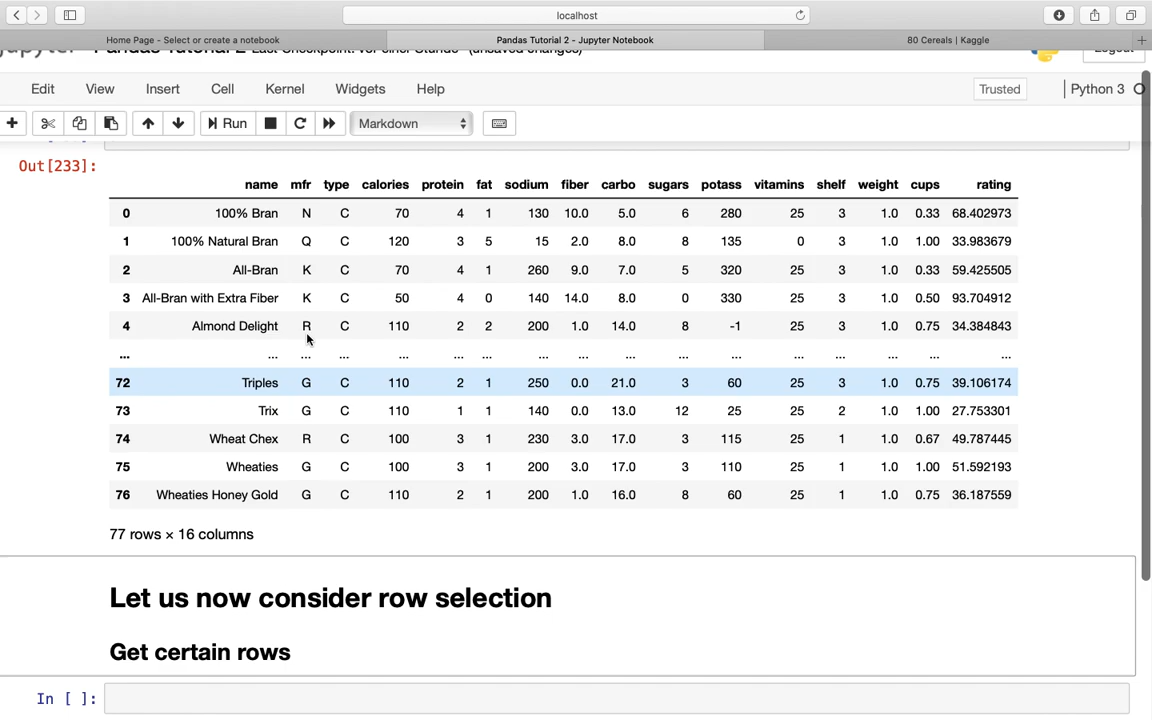 localhost
Home Page - Select or create a notebook Pandas Tutorial 2 - Jupyter Notebook 80 Cereals | Kaggle +
Pandas Tutorial 2 Last Checkpoint: vor einer Stunde (unsaved changes) Logout
Edit View Insert Cell Kernel Widgets Help Trusted Python 3
Run Markdown
Out[233]:
name mfr type calories protein fat sodium fiber carbo sugars potass vitamins shelf weight cups rating
0 100% Bran N C 70 4 1 130 10.0 5.0 6 280 25 3 1.0 0.33 68.402973
1 100% Natural Bran Q C 120 3 5 15 2.0 8.0 8 135 0 3 1.0 1.00 33.983679
2 All-Bran K C 70 4 1 260 9.0 7.0 5 320 25 3 1.0 0.33 59.425505
3 All-Bran with Extra Fiber K C 50 4 0 140 14.0 8.0 0 330 25 3 1.0 0.50 93.704912
4 Almond Delight R C 110 2 2 200 1.0 14.0 8 -1 25 3 1.0 0.75 34.384843
... ... ... ... ... ... ... ... ... ... ... ... ... ... ... ... ...
72 Triples G C 110 2 1 250 0.0 21.0 3 60 25 3 1.0 0.75 39.106174
73 Trix G C 110 1 1 140 0.0 13.0 12 25 25 2 1.0 1.00 27.753301
74 Wheat Chex R C 100 3 1 230 3.0 17.0 3 115 25 1 1.0 0.67 49.787445
75 Wheaties G C 100 3 1 200 3.0 17.0 3 110 25 1 1.0 1.00 51.592193
76 Wheaties Honey Gold G C 110 2 1 200 1.0 16.0 8 60 25 1 1.0 0.75 36.187559
77 rows × 16 columns
Let us now consider row selection
Get certain rows
In [ ]: